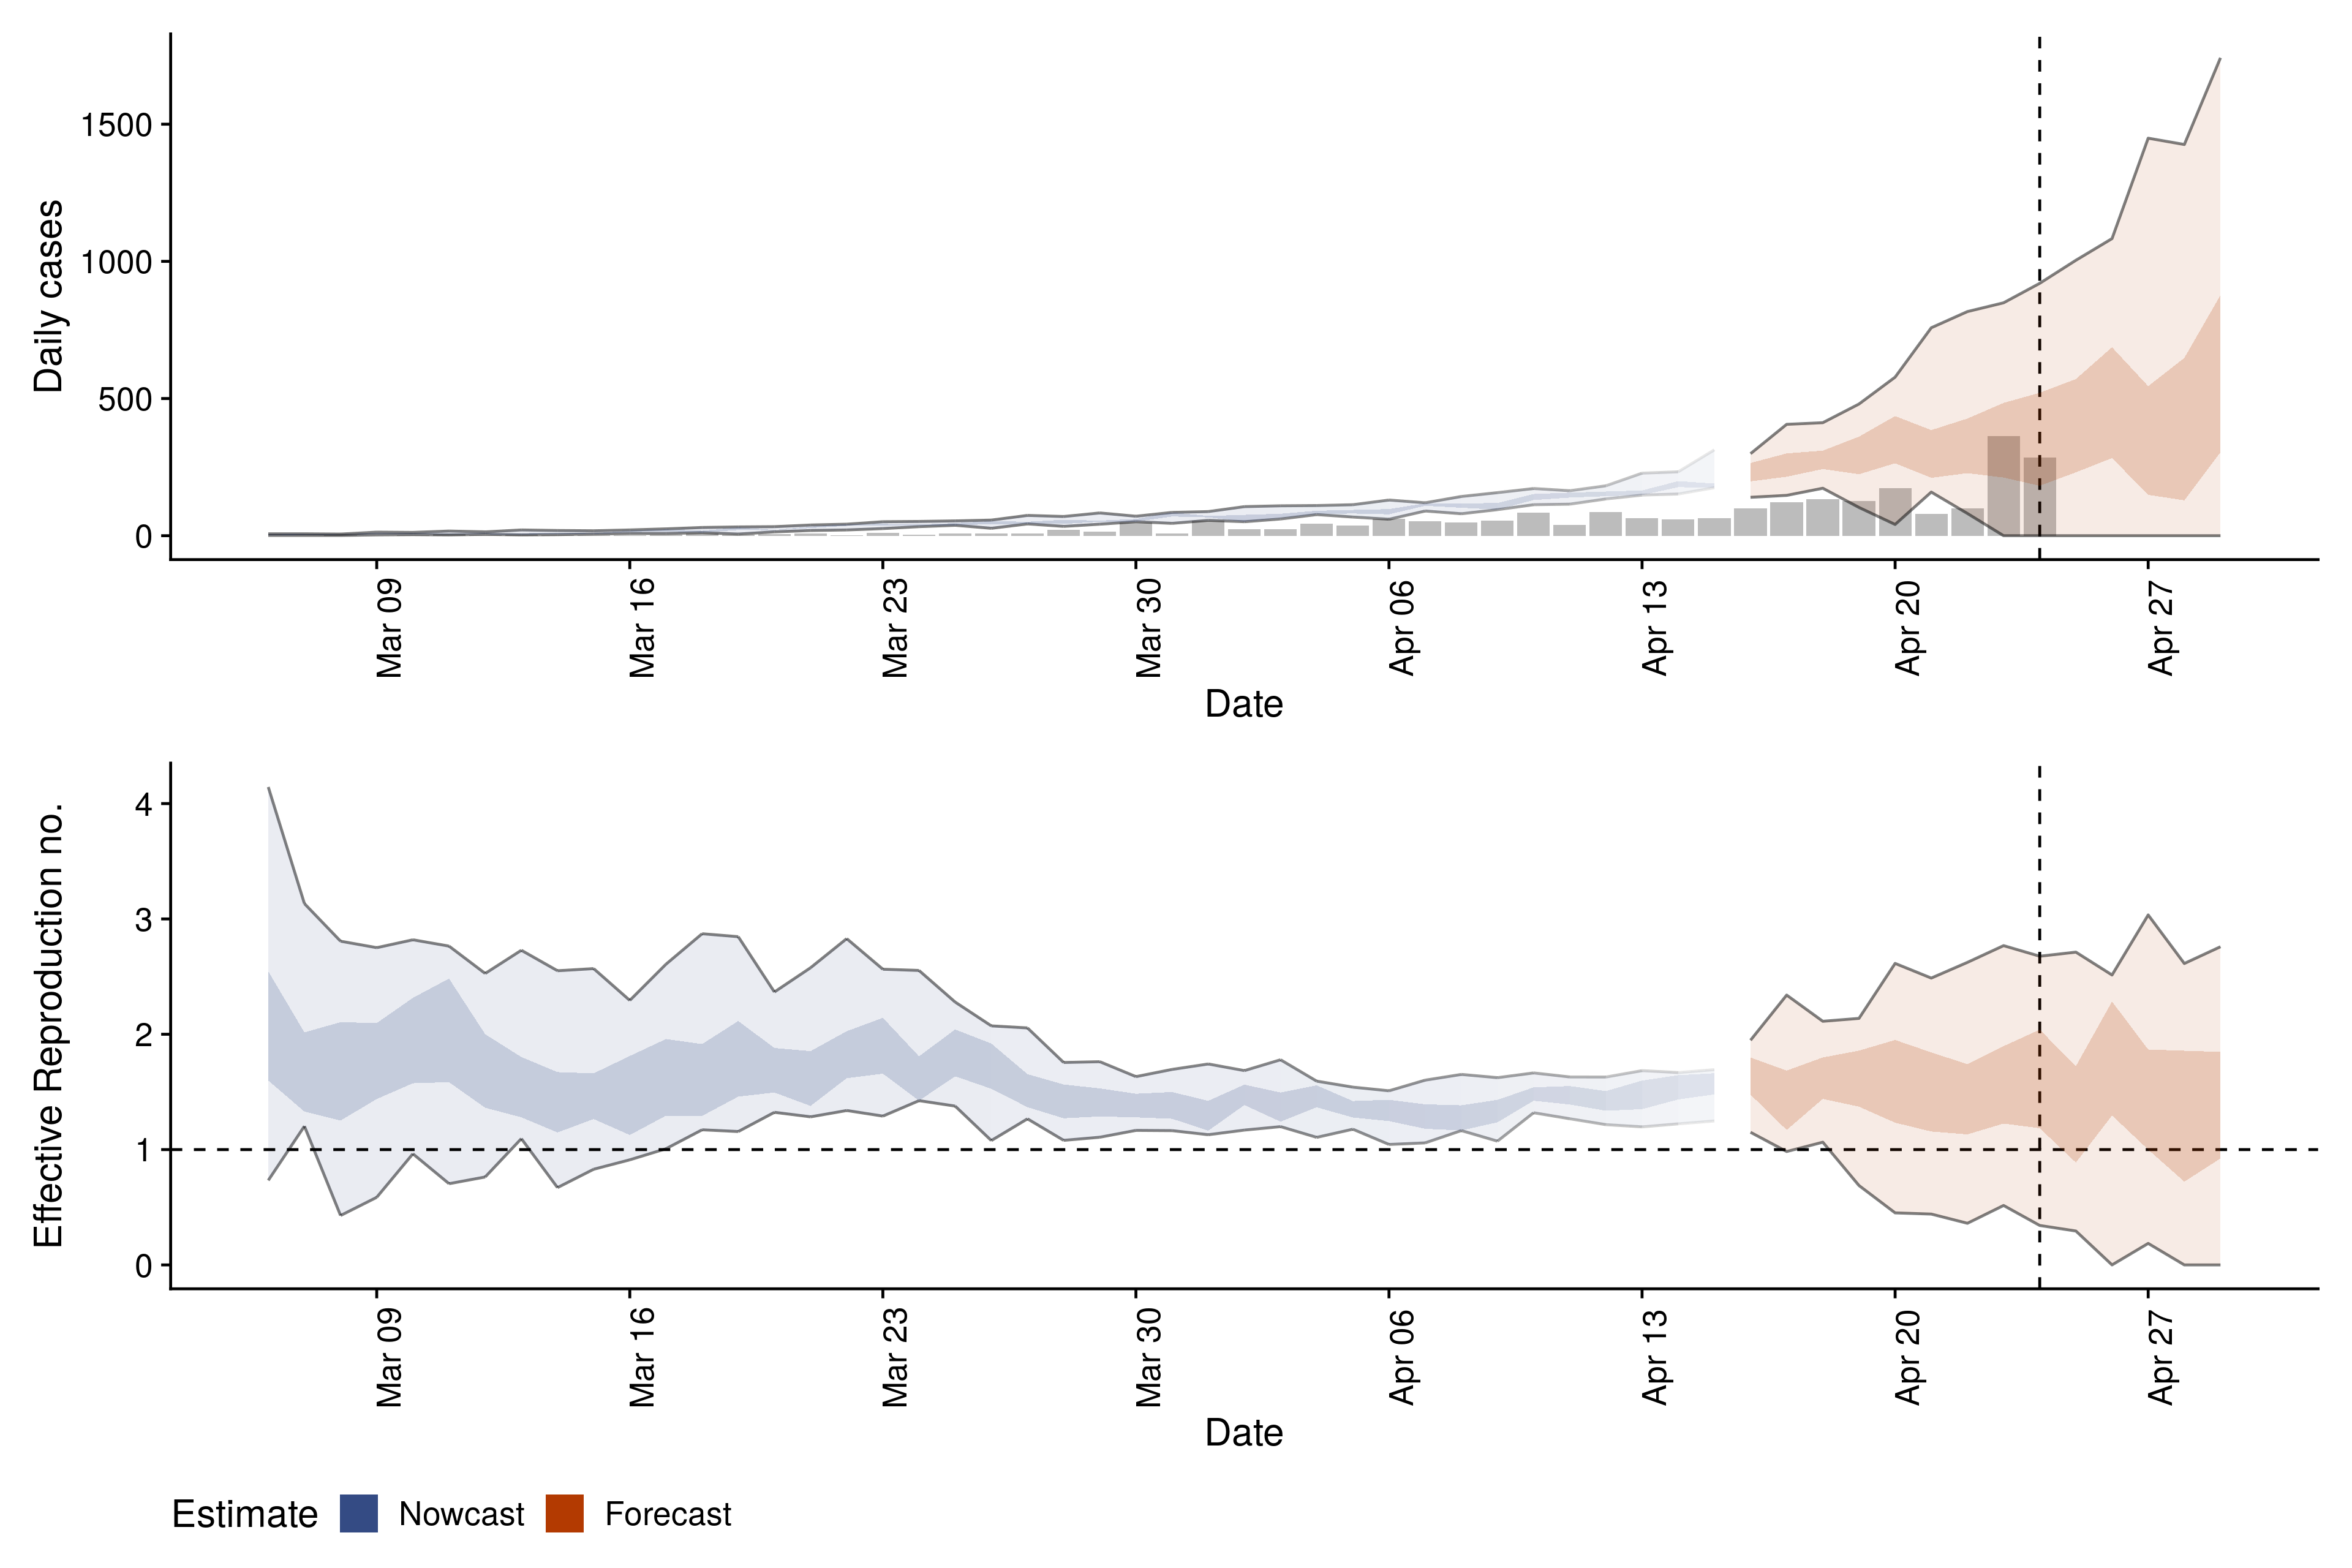 Daily cases
1500
1000
500
0
Mar 09
Mar 16
Mar 23
Mar 30
Apr 06
Apr 13
Apr 20
Apr 27
Date
Effective Reproduction no.
4
3
2
1
0
Mar 09
Mar 16
Mar 23
Mar 30
Apr 06
Apr 13
Apr 20
Apr 27
Date
Estimate Nowcast Forecast